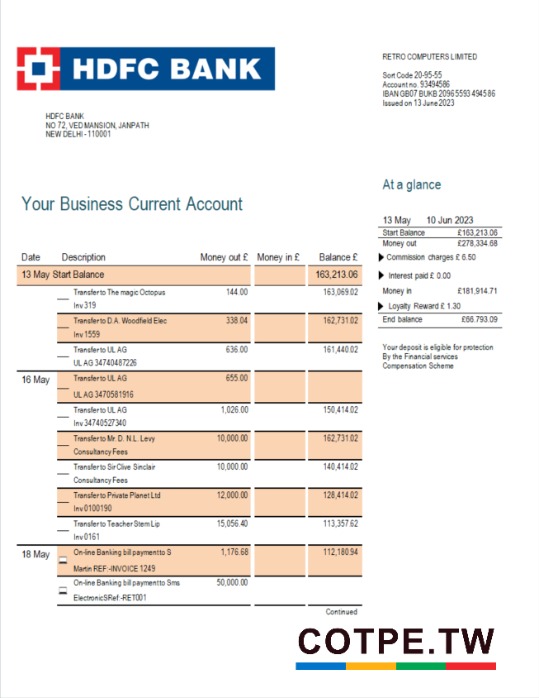 HDFC BANK
RETRO COMPUTERS LIMITED
Sort Code 20-95-55
Account no. 93494586
IBAN GB07 BUKB 2096 5593 4945 86
Issued on 13 June 2023
HDFC BANK
NO 72, VED MANSION, JANPATH
NEW DELHI - 110001
At a glance
Your Business Current Account
13 May 10 Jun 2023
Start Balance £163,213.06
Money out £278,334.68
Commission charges £ 6.50
Interest paid £ 0.00
Money in £181,914.71
Loyalty Reward £ 1.30
End balance £66.793.09
Your deposit is eligible for protection
By the Financial services
Compensation Scheme
Date Description Money out £ Money in £ Balance £
13 May Start Balance 163,213.06
Transfer to The magic Octopus 144.00 163,069.02
Inv 319
Transfer to D.A. Woodfield Elec 338.04 162,731.02
Inv 1559
Transfer to UL AG 636.00 161,440.02
UL AG 34740487226
16 May Transfer to UL AG 655.00
UL AG 3470581916
Transfer to UL AG 1,026.00 150,414.02
Inv 34740527340
Transfer to Mr. D. N.L. Levy 10,000.00 162,731.02
Consultancy Fees
Transfer to Sir Clive Sinclair 10,000.00 140,414.02
Consultancy Fees
Transfer to Private Planet Ltd 12,000.00 128,414.02
Inv 0100190
Transfer to Teacher Stem Lip 15,056.40 113,357.62
Inv 0161
18 May On-line Banking bill payment to S 1,176.68 112,180.94
Martin REF:-INVOICE 1249
On-line Banking bill payment to Sms 50,000.00
Electronic SRef:-RET001
Continued
COTPE.TW